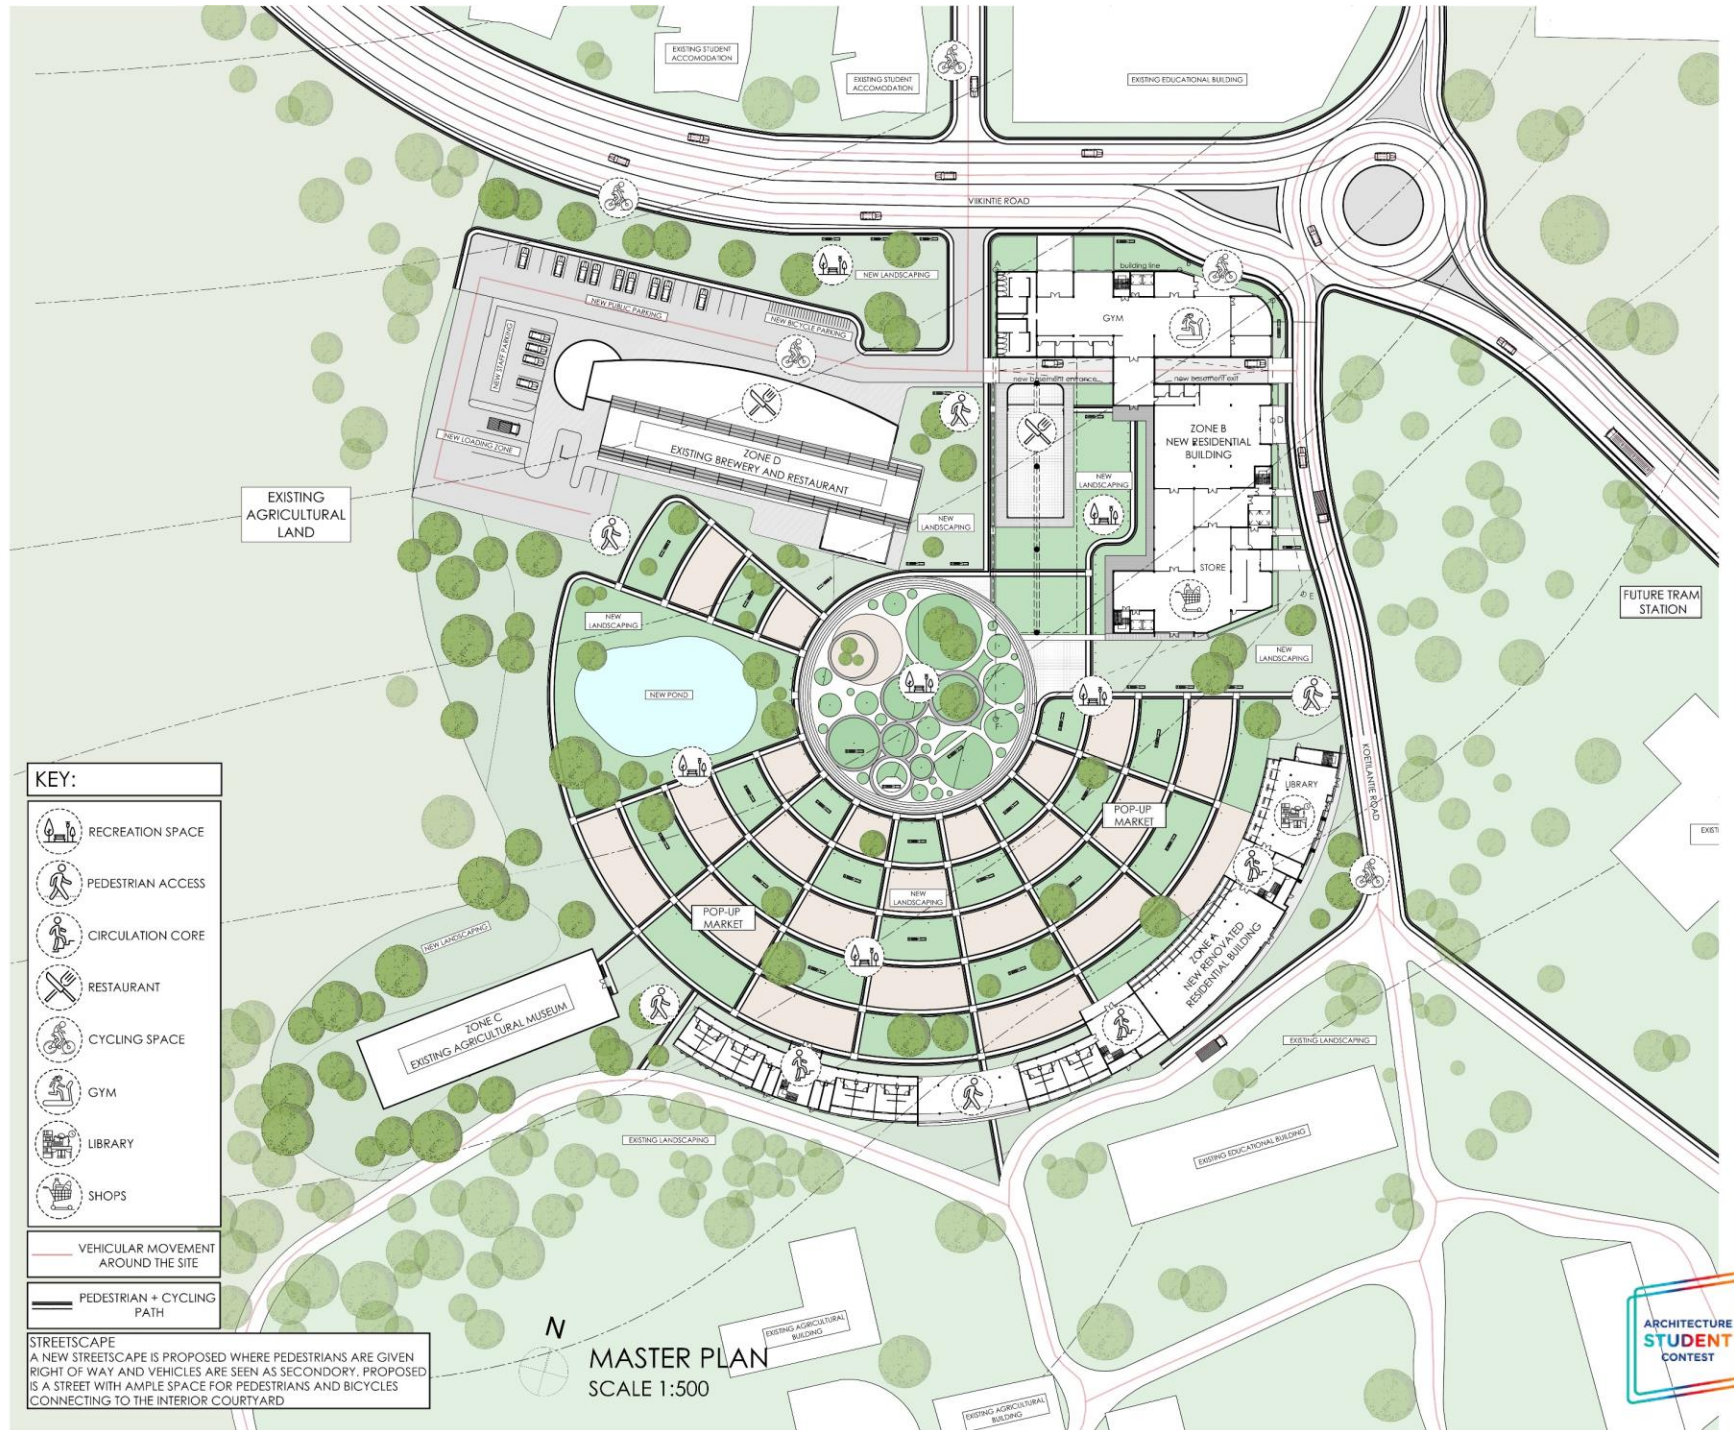 EXISTING STUDENT
ACCOMODATION
EXISTING STUDENT
ACCOMODATION
EXISTING EDUCATIONAL BUILDING
VIIKINTIE ROAD
NEW LANDSCAPING
building line
A
B
NEW PUBLIC PARKING
NEW BICYCLE PARKING
GYM
NEW STAFF PARKING
new basement entrance
new basement exit
NEW LOADING ZONE
ZONE D
EXISTING BREWERY AND RESTAURANT
ZONE B
NEW RESIDENTIAL
BUILDING
D
NEW
LANDSCAPING
EXISTING
AGRICULTURAL
LAND
NEW
LANDSCAPING
STORE
E
FUTURE TRAM
STATION
NEW
LANDSCAPING
NEW
LANDSCAPING
NEW POND
F
KOETILANTIE ROAD
LIBRARY
POP-UP
MARKET
POP-UP
MARKET
NEW
LANDSCAPING
NEW LANDSCAPING
ZONE A
NEW RENOVATED
RESIDENTIAL BUILDING
ZONE C
EXISTING AGRICULTURAL MUSEUM
EXISTING LANDSCAPING
EXISTING LANDSCAPING
EXISTING EDUCATIONAL BUILDING
EXISTING AGRICULTURAL
BUILDING
EXISTING AGRICULTURAL
BUILDING
KEY:
RECREATION SPACE
PEDESTRIAN ACCESS
CIRCULATION CORE
RESTAURANT
CYCLING SPACE
GYM
LIBRARY
SHOPS
VEHICULAR MOVEMENT
AROUND THE SITE
PEDESTRIAN + CYCLING
PATH
STREETSCAPE
A NEW STREETSCAPE IS PROPOSED WHERE PEDESTRIANS ARE GIVEN
RIGHT OF WAY AND VEHICLES ARE SEEN AS SECONDORY. PROPOSED
IS A STREET WITH AMPLE SPACE FOR PEDESTRIANS AND BICYCLES
CONNECTING TO THE INTERIOR COURTYARD
N
MASTER PLAN
SCALE 1:500
ARCHITECTURE
STUDENT
CONTEST